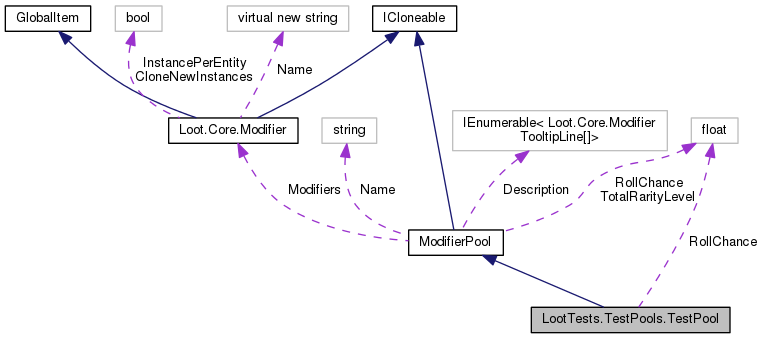 GlobalItem
bool
virtual new string
ICloneable
InstancePerEntity
CloneNewInstances
Name
Loot.Core.Modifier
string
IEnumerable< Loot.Core.Modifier
TooltipLine[]>
float
Modifiers
Name
Description
RollChance
TotalRarityLevel
ModifierPool
RollChance
LootTests.TestPools.TestPool